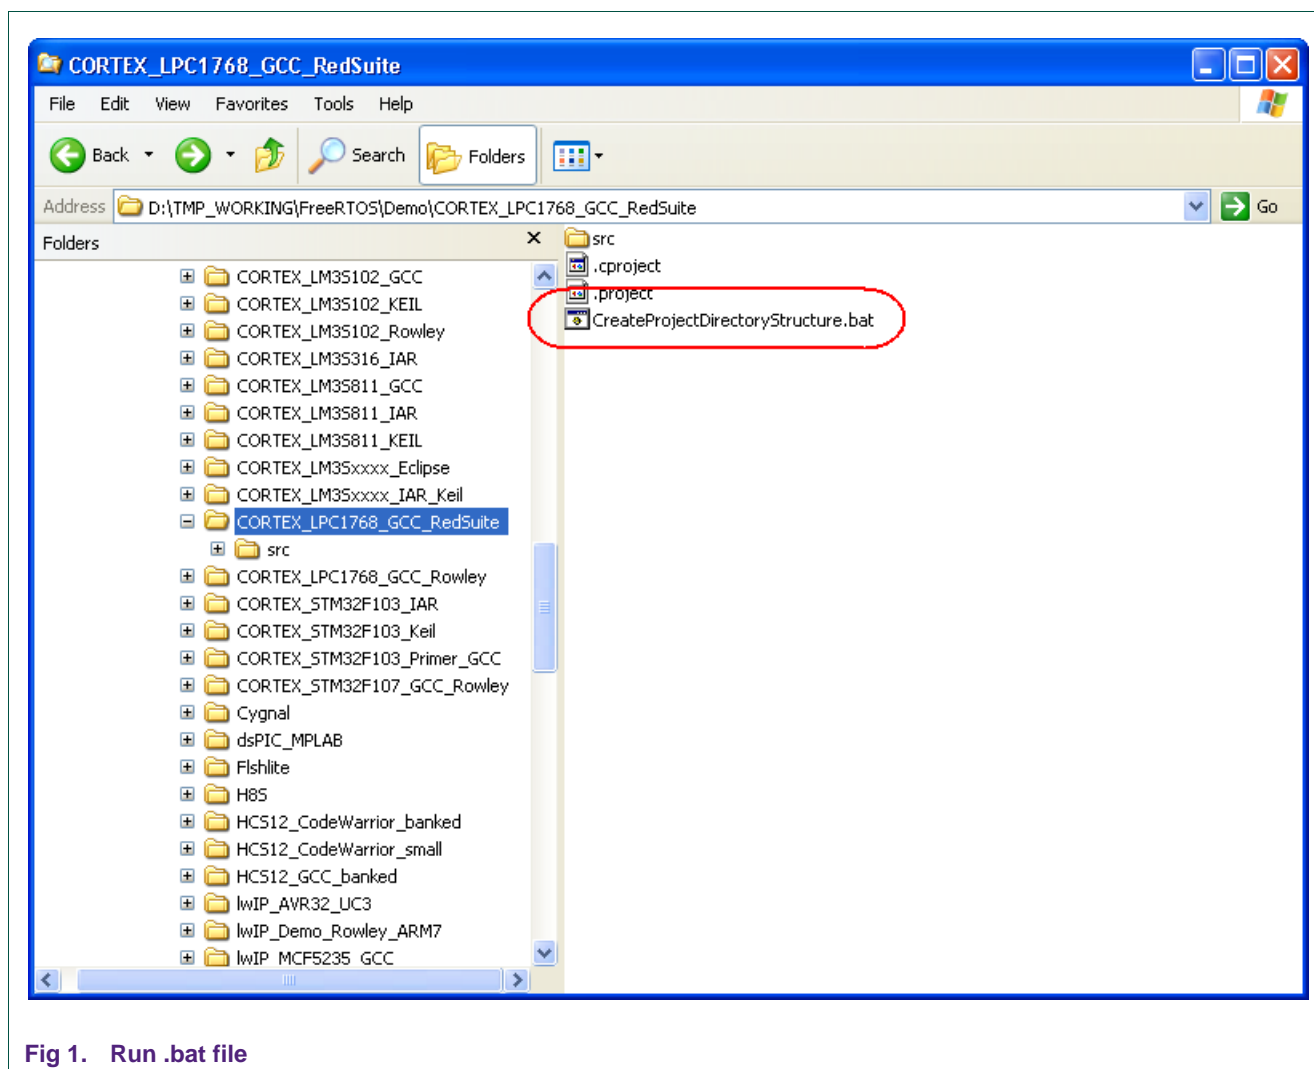 CORTEX_LPC1768_GCC_RedSuite
File Edit View Favorites Tools Help
Back Search Folders
Address D:\TMP_WORKING\FreeRTOS\Demo\CORTEX_LPC1768_GCC_RedSuite Go
Folders
CORTEX_LM3S102_GCC
CORTEX_LM3S102_KEIL
CORTEX_LM3S102_Rowley
CORTEX_LM3S316_IAR
CORTEX_LM3S811_GCC
CORTEX_LM3S811_IAR
CORTEX_LM3S811_KEIL
CORTEX_LM3Sxxxx_Eclipse
CORTEX_LM3Sxxxx_IAR_Keil
CORTEX_LPC1768_GCC_RedSuite
src
CORTEX_LPC1768_GCC_Rowley
CORTEX_STM32F103_IAR
CORTEX_STM32F103_Keil
CORTEX_STM32F103_Primer_GCC
CORTEX_STM32F107_GCC_Rowley
Cygnal
dsPIC_MPLAB
Flshlite
H8S
HCS12_CodeWarrior_banked
HCS12_CodeWarrior_small
HCS12_GCC_banked
lwIP_AVR32_UC3
lwIP_Demo_Rowley_ARM7
lwIP_MCF5235_GCC
src
.cproject
.project
CreateProjectDirectoryStructure.bat
Fig 1. Run .bat file